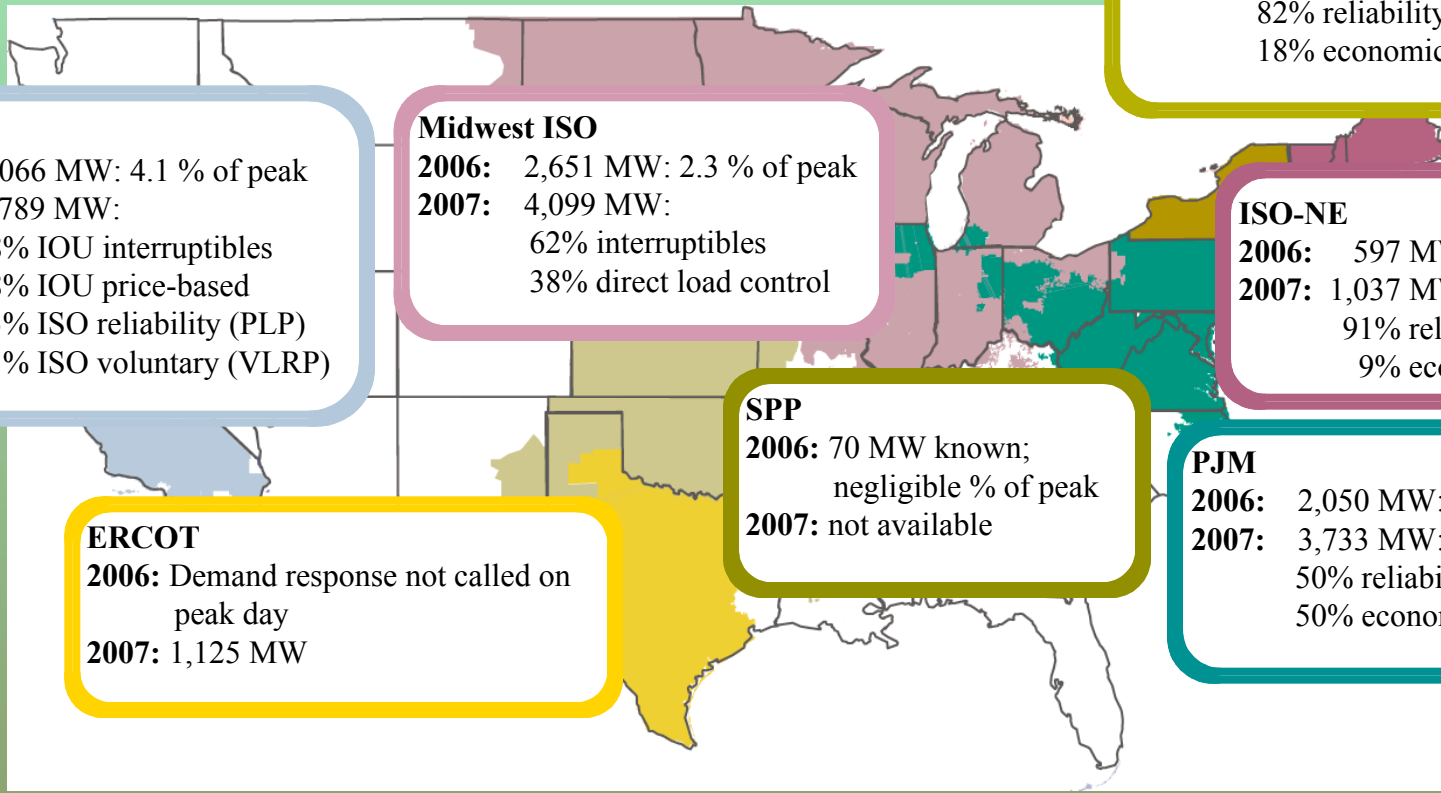 82% reliability
18% economic
066 MW: 4.1 % of peak
789 MW:
% IOU interruptibles
% IOU price-based
% ISO reliability (PLP)
% ISO voluntary (VLRP)
Midwest ISO
2006: 2,651 MW: 2.3 % of peak
2007: 4,099 MW:
62% interruptibles
38% direct load control
ISO-NE
2006: 597 MW
2007: 1,037 MW
91% rel
9% eco
SPP
2006: 70 MW known;
negligible % of peak
2007: not available
PJM
2006: 2,050 MW:
2007: 3,733 MW:
50% reliabi
50% econo
ERCOT
2006: Demand response not called on
peak day
2007: 1,125 MW